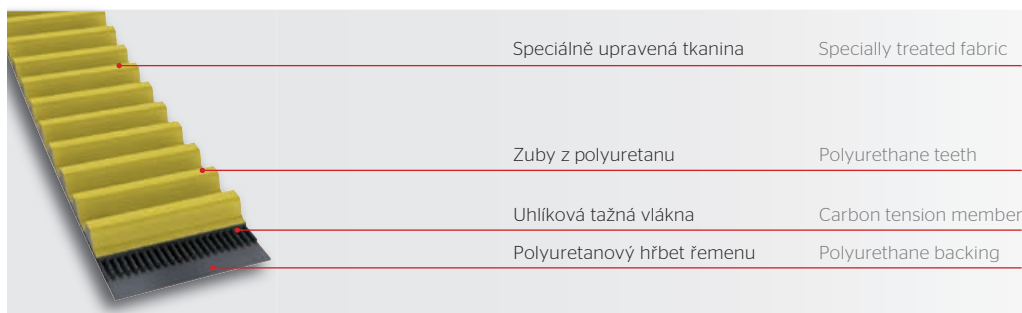 Speciálně upravená tkanina Specially treated fabric
Zuby z polyuretanu Polyurethane teeth
Uhlíková tažná vlákna Carbon tension member
Polyuretanový hřbet řemenu Polyurethane backing